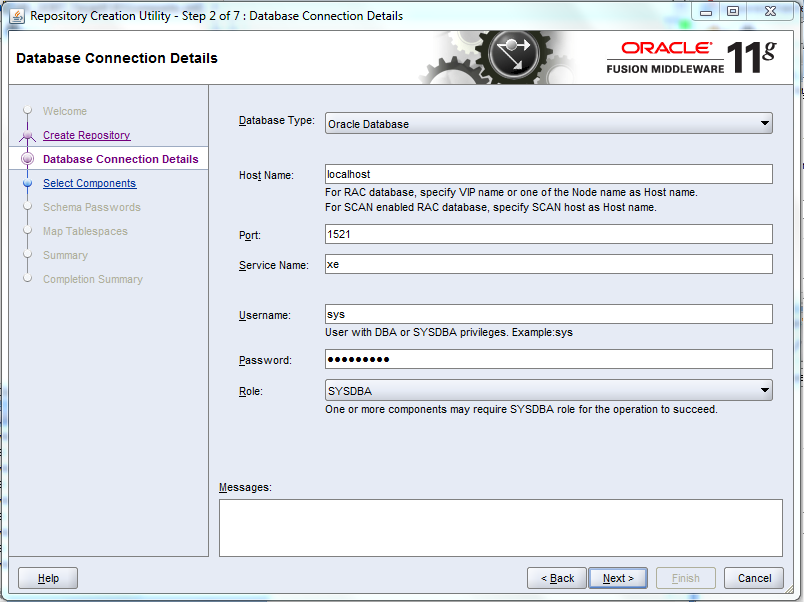 Repository Creation Utility - Step 2 of 7 : Database Connection Details
Database Connection Details
ORACLE
FUSION MIDDLEWARE 11g
Welcome
Create Repository
Database Connection Details
Select Components
Schema Passwords
Map Tablespaces
Summary
Completion Summary
Database Type: Oracle Database
Host Name: localhost
For RAC database, specify VIP name or one of the Node name as Host name.
For SCAN enabled RAC database, specify SCAN host as Host name.
Port: 1521
Service Name: xe
Username: sys
User with DBA or SYSDBA privileges. Example:sys
Password: •••••••••
Role: SYSDBA
One or more components may require SYSDBA role for the operation to succeed.
Messages:
Help
< Back
Next >
Finish
Cancel